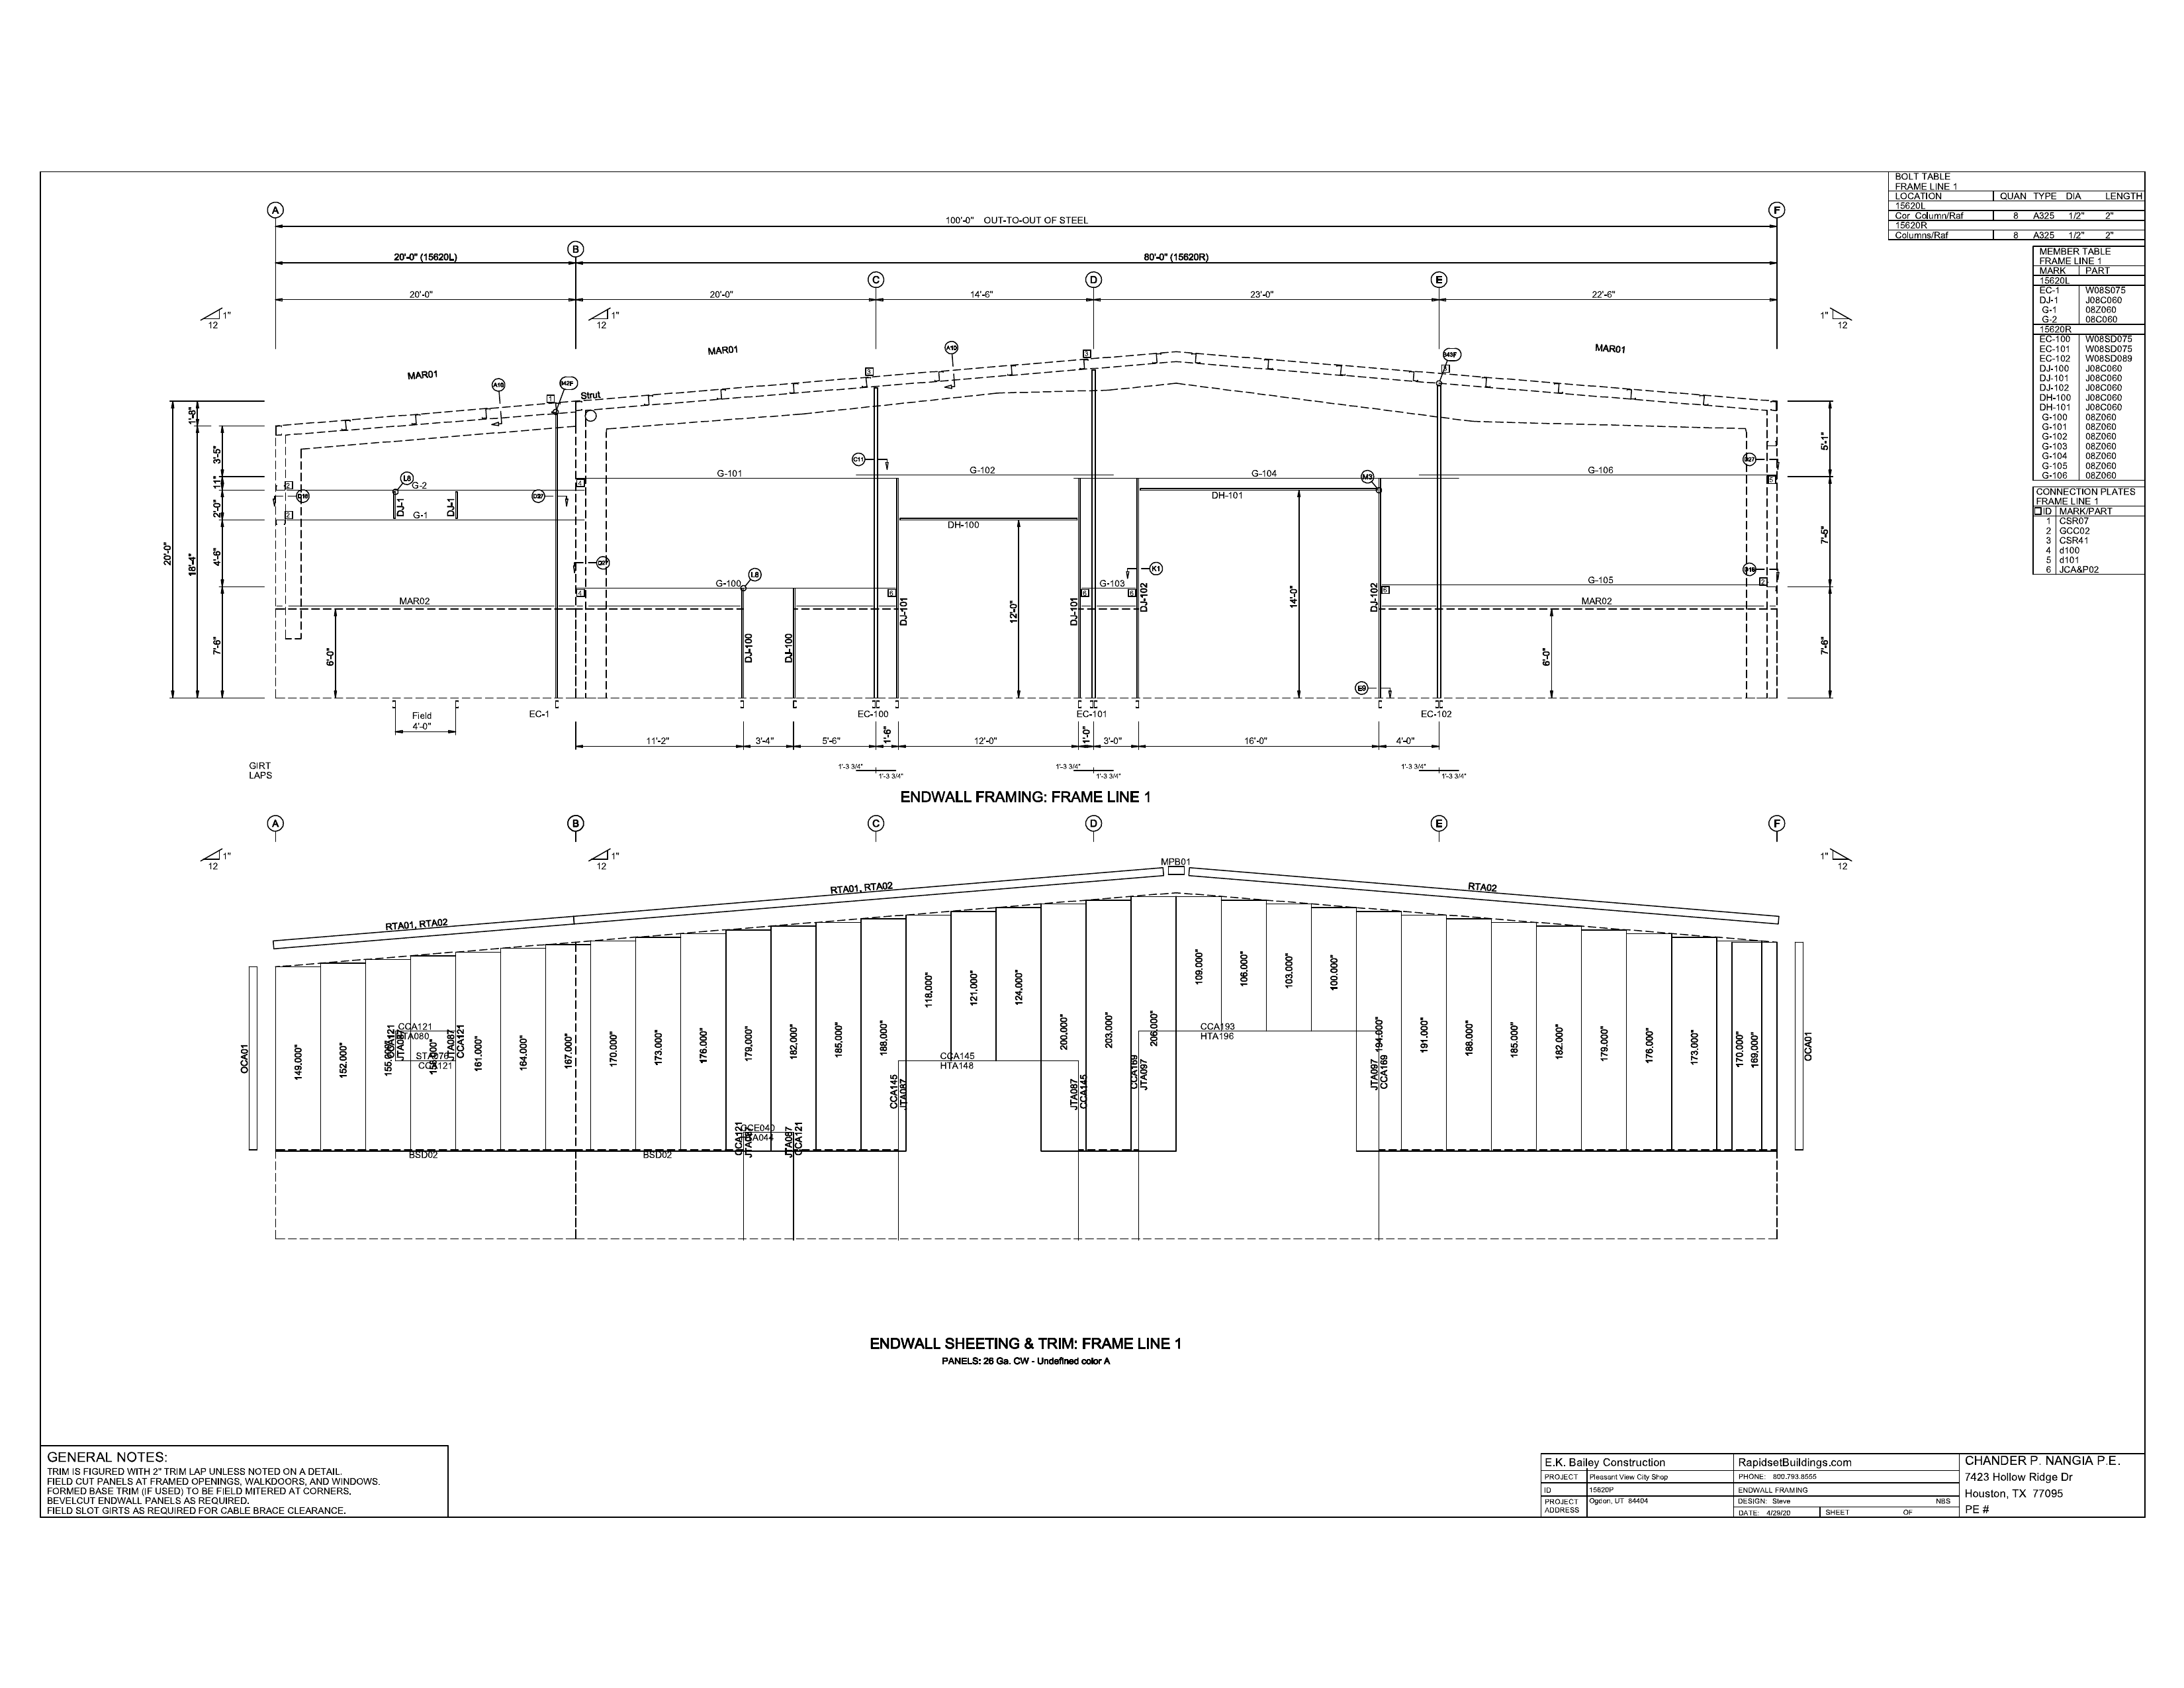 BOLT TABLE
FRAME LINE 1
LOCATION QUAN TYPE DIA LENGTH
15620L
Cor_Column/Raf 8 A325 1/2" 2"
15620R
Columns/Raf 8 A325 1/2" 2"
MEMBER TABLE
FRAME LINE 1
MARK PART
15620L
EC-1 W08S075
DJ-1 J08C060
G-1 08Z060
G-2 08C060
15620R
EC-100 W08SD075
EC-101 W08SD075
EC-102 W08SD089
DJ-100 J08C060
DJ-101 J08C060
DJ-102 J08C060
DH-100 J08C060
DH-101 J08C060
G-100 08Z060
G-101 08Z060
G-102 08Z060
G-103 08Z060
G-104 08Z060
G-105 08Z060
G-106 08Z060
CONNECTION PLATES
FRAME LINE 1
ID MARK/PART
1 CSR07
2 GCC02
3 CSR41
4 d100
5 d101
6 JCA&P02
A F
100'-0" OUT-TO-OUT OF STEEL
B
20'-0" (15620L) 80'-0" (15620R)
C D E
20'-0" 20'-0" 14'-6" 23'-0" 22'-6"
1" 1" 1"
12 12 12
MAR01 MAR01 MAR01
A10 A10 3 3 3
M2F M3F
1 Strut
1'-8" 3'-5" 11" 2'-0" 4'-6" 7'-6"
20'-0" 18'-4"
5'-1" 7'-5" 7'-6"
C11 D27
G-101 G-102 G-104 G-106
L8 M3
2 G-2 4 5
D27
DJ-1 DJ-1 DH-101
2 G-1
DH-100
D27 K1
L8
G-100 G-103 G-105 2
4 6 6 6 6
MAR02 MAR02
DJ-100 DJ-100 DJ-101 DJ-101 DJ-102 DJ-102
6'-0" 12'-0" 14'-0" 6'-0"
E9
Field
4'-0"
EC-1 EC-100 EC-101 EC-102
11'-2" 3'-4" 5'-6" 1'-6" 12'-0" 1'-0" 3'-0" 16'-0" 4'-0"
GIRT
LAPS
1'-3 3/4" 1'-3 3/4" 1'-3 3/4"
1'-3 3/4" 1'-3 3/4" 1'-3 3/4"
ENDWALL FRAMING: FRAME LINE 1
A B C D E F
1" 1" 1"
12 12 12
MPB01
RTA01, RTA02 RTA01, RTA02 RTA02
OCA01 OCA01
149.000" 152.000" 155.000" 158.000" 161.000" 164.000" 167.000" 170.000" 173.000" 176.000" 179.000" 182.000" 185.000" 188.000" 118.000" 121.000" 124.000" 200.000" 203.000" 206.000" 109.000" 106.000" 103.000" 100.000" 194.000" 191.000" 188.000" 185.000" 182.000" 179.000" 176.000" 173.000" 170.000" 169.000"
CCA121
HTA080
CCA121 JTA087 JTA087 CCA121
CCA121
CCA145
HTA148
CCA145 JTA087 JTA087 CCA145
CCA193
HTA196
CCA169 JTA097 JTA097 CCA169
CCE040
HTA044
CCA121 JTA087 JTA087 CCA121
BSD02 BSD02
ENDWALL SHEETING & TRIM: FRAME LINE 1
PANELS: 26 Ga. CW - Undefined color A
GENERAL NOTES:
TRIM IS FIGURED WITH 2" TRIM LAP UNLESS NOTED ON A DETAIL.
FIELD CUT PANELS AT FRAMED OPENINGS, WALKDOORS, AND WINDOWS.
FORMED BASE TRIM (IF USED) TO BE FIELD MITERED AT CORNERS.
BEVELCUT ENDWALL PANELS AS REQUIRED.
FIELD SLOT GIRTS AS REQUIRED FOR CABLE BRACE CLEARANCE.
E.K. Bailey Construction
PROJECT Pleasant View City Shop
ID 15620P
PROJECT ADDRESS Ogden, UT 84404
RapidsetBuildings.com
PHONE: 800.793.8555
ENDWALL FRAMING
DESIGN: Steve NBS
DATE: 4/29/20 SHEET OF
CHANDER P. NANGIA P.E.
7423 Hollow Ridge Dr
Houston, TX 77095
PE #